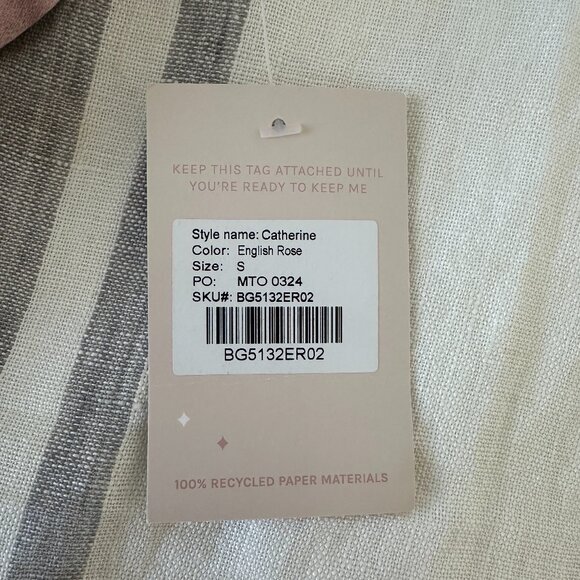 KEEP THIS TAG ATTACHED UNTIL
YOU'RE READY TO KEEP ME
Style name: Catherine
Color: English Rose
Size: S
PO: MTO 0324
SKU#: BG5132ER02
BG5132ER02
100% RECYCLED PAPER MATERIALS